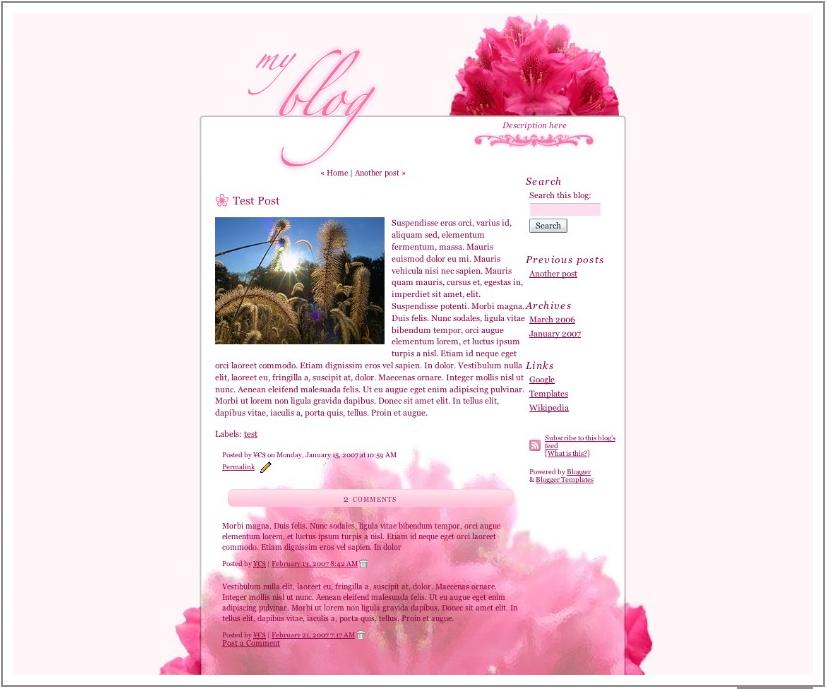 my
blog
Description here
« Home | Another post »
Test Post
Suspendisse eros orci, varius id,
aliquam sed, elementum
fermentum, massa. Mauris
euismod dolor eu mi. Mauris
vehicula nisi nec sapien. Mauris
quam mauris, cursus et, egestas in,
imperdiet sit amet, elit.
Suspendisse potenti. Morbi magna.
Duis felis. Nunc sodales, ligula vitae
bibendum tempor, orci augue
elementum lorem, et luctus ipsum
turpis a nisl. Etiam id neque eget
orci laoreet commodo. Etiam dignissim eros vel sapien. In dolor. Vestibulum nulla
elit, laoreet eu, fringilla a, suscipit at, dolor. Maecenas ornare. Integer mollis nisl ut
nunc. Aenean eleifend malesuada felis. Ut eu augue eget enim adipiscing pulvinar.
Morbi ut lorem non ligula gravida dapibus. Donec sit amet elit. In tellus elit,
dapibus vitae, iaculis a, porta quis, tellus. Proin et augue.
Labels: test
Posted by ¥€$ on Monday, January 15, 2007 at 10:59 AM
Permalink
2 COMMENTS
Morbi magna, Duis felis. Nunc sodales, ligula vitae bibendum tempor, orci augue
elementum lorem, et luctus ipsum turpis a nisl. Etiam id neque eget orci laoreet
commodo. Etiam dignissim eros vel sapien. In dolor
Posted by ¥€$ | February 13, 2007 8:42 AM
Vestibulum nulla elit, laoreet eu, fringilla a, suscipit at, dolor. Maecenas ornare.
Integer mollis nisl ut nunc. Aenean eleifend malesuada felis. Ut eu augue eget enim
adipiscing pulvinar. Morbi ut lorem non ligula gravida dapibus. Donec sit amet elit. In
tellus elit, dapibus vitae, iaculis a, porta quis, tellus. Proin et augue.
Posted by ¥€$ | February 21, 2007 7:17 AM
Post a Comment
Search
Search this blog:
Search
Previous posts
Another post
Archives
March 2006
January 2007
Links
Google
Templates
Wikipedia
Subscribe to this blog's
feed
[What is this?]
Powered by Blogger
& Blogger Templates